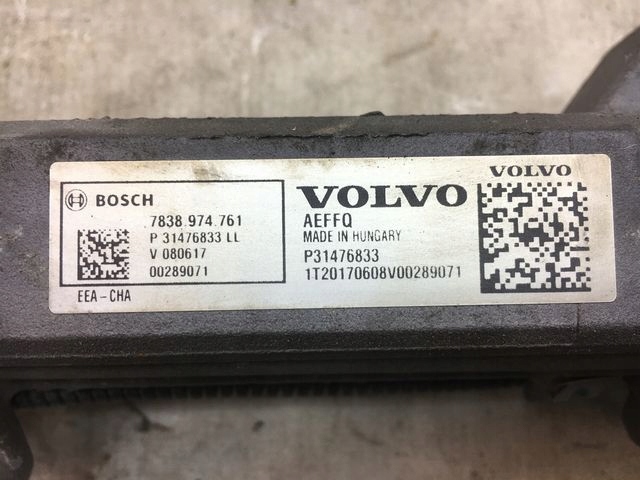 BOSCH
7838.974.761
P 31476833 LL
V 080617
00289071
EEA-CHA
VOLVO
AEFFQ
MADE IN HUNGARY
P31476833
1T20170608V00289071
VOLVO